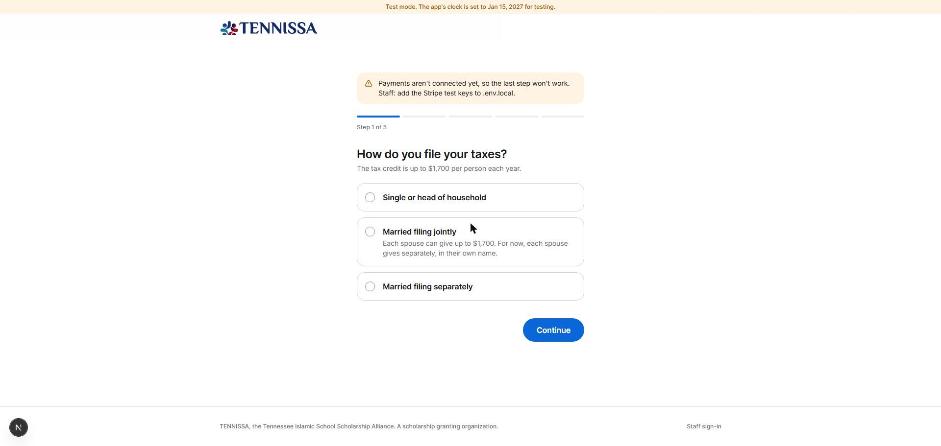 Test mode. The app's clock is set to Jan 15, 2027 for testing.
TENNISSA
Payments aren't connected yet, so the last step won't work.
Staff: add the Stripe test keys to .env.local.
Step 1 of 5
How do you file your taxes?
The tax credit is up to $1,700 per person each year.
Single or head of household
Married filing jointly
Each spouse can give up to $1,700. For now, each spouse
gives separately, in their own name.
Married filing separately
Continue
N
TENNISSA, the Tennessee Islamic School Scholarship Alliance. A scholarship granting organization.
Staff sign-in